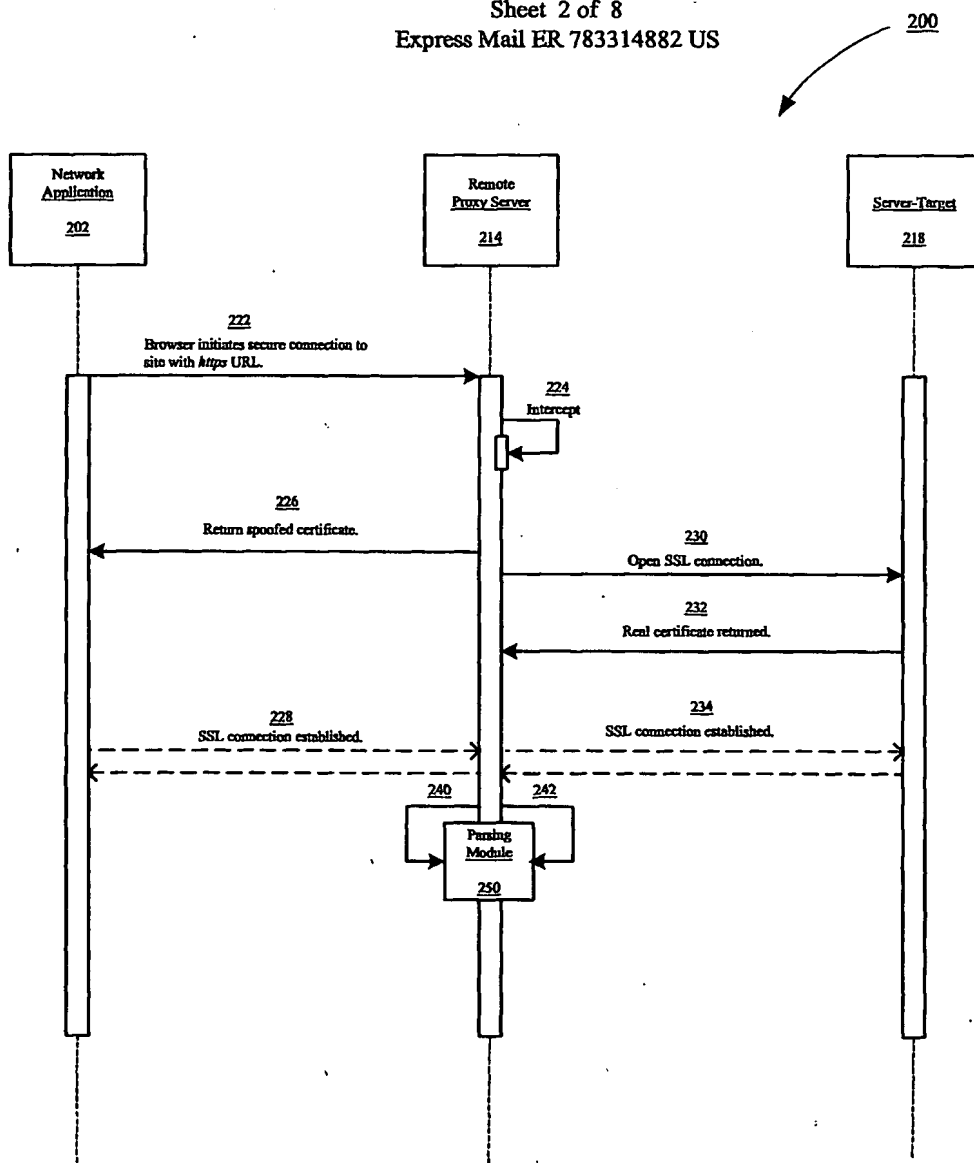 Sheet 2 of 8
Express Mail ER 783314882 US
200
Network
Application
202
Remote
Proxy Server
214
Server-Target
218
222
Browser initiates secure connection to
site with https URL.
224
Intercept
226
Return spoofed certificate.
230
Open SSL connection.
232
Real certificate returned.
228
SSL connection established.
234
SSL connection established.
240
242
Parsing
Module
250